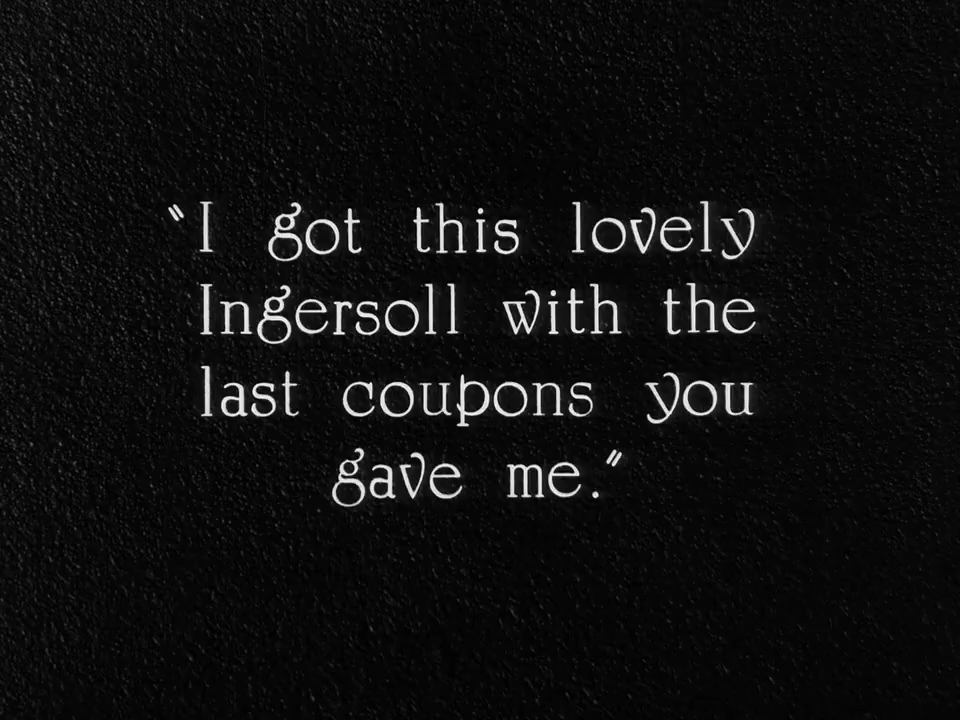 "I got this lovely
Ingersoll with the
last coupons you
gave me."